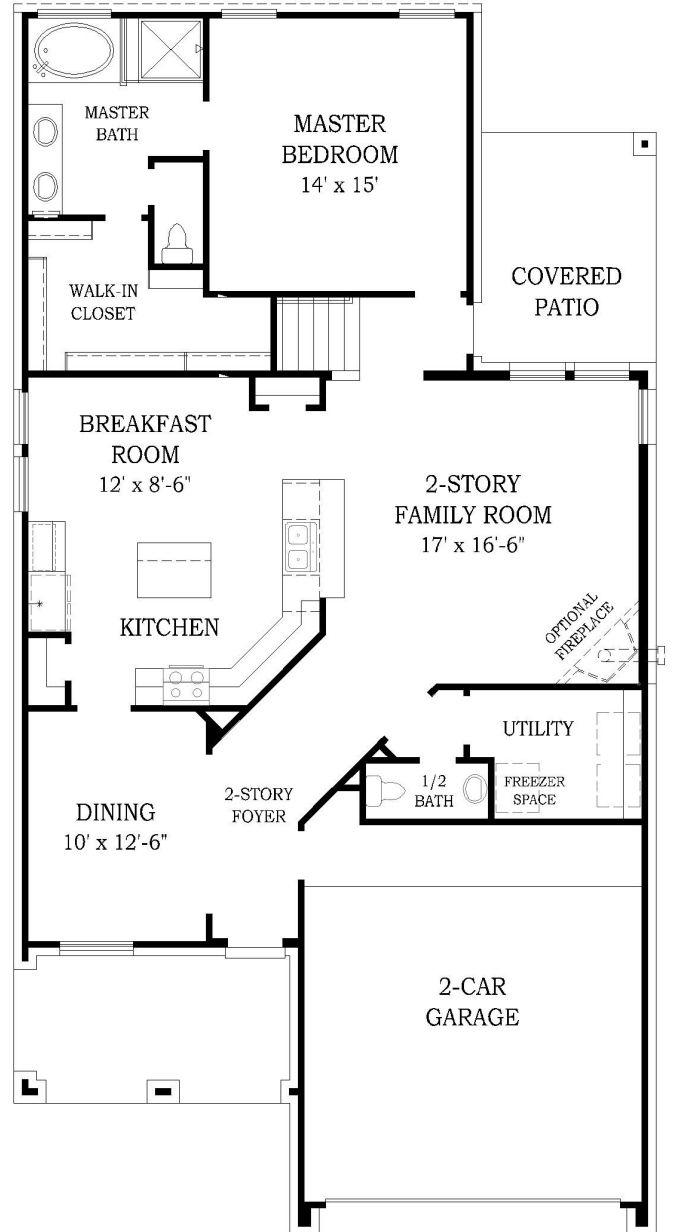 MASTER
BATH
MASTER
BEDROOM
14' x 15'
COVERED
PATIO
WALK-IN
CLOSET
BREAKFAST
ROOM
12' x 8'-6"
2-STORY
FAMILY ROOM
17' x 16'-6"
KITCHEN
OPTIONAL
FIREPLACE
UTILITY
1/2
BATH
FREEZER
SPACE
DINING
10' x 12'-6"
2-STORY
FOYER
2-CAR
GARAGE